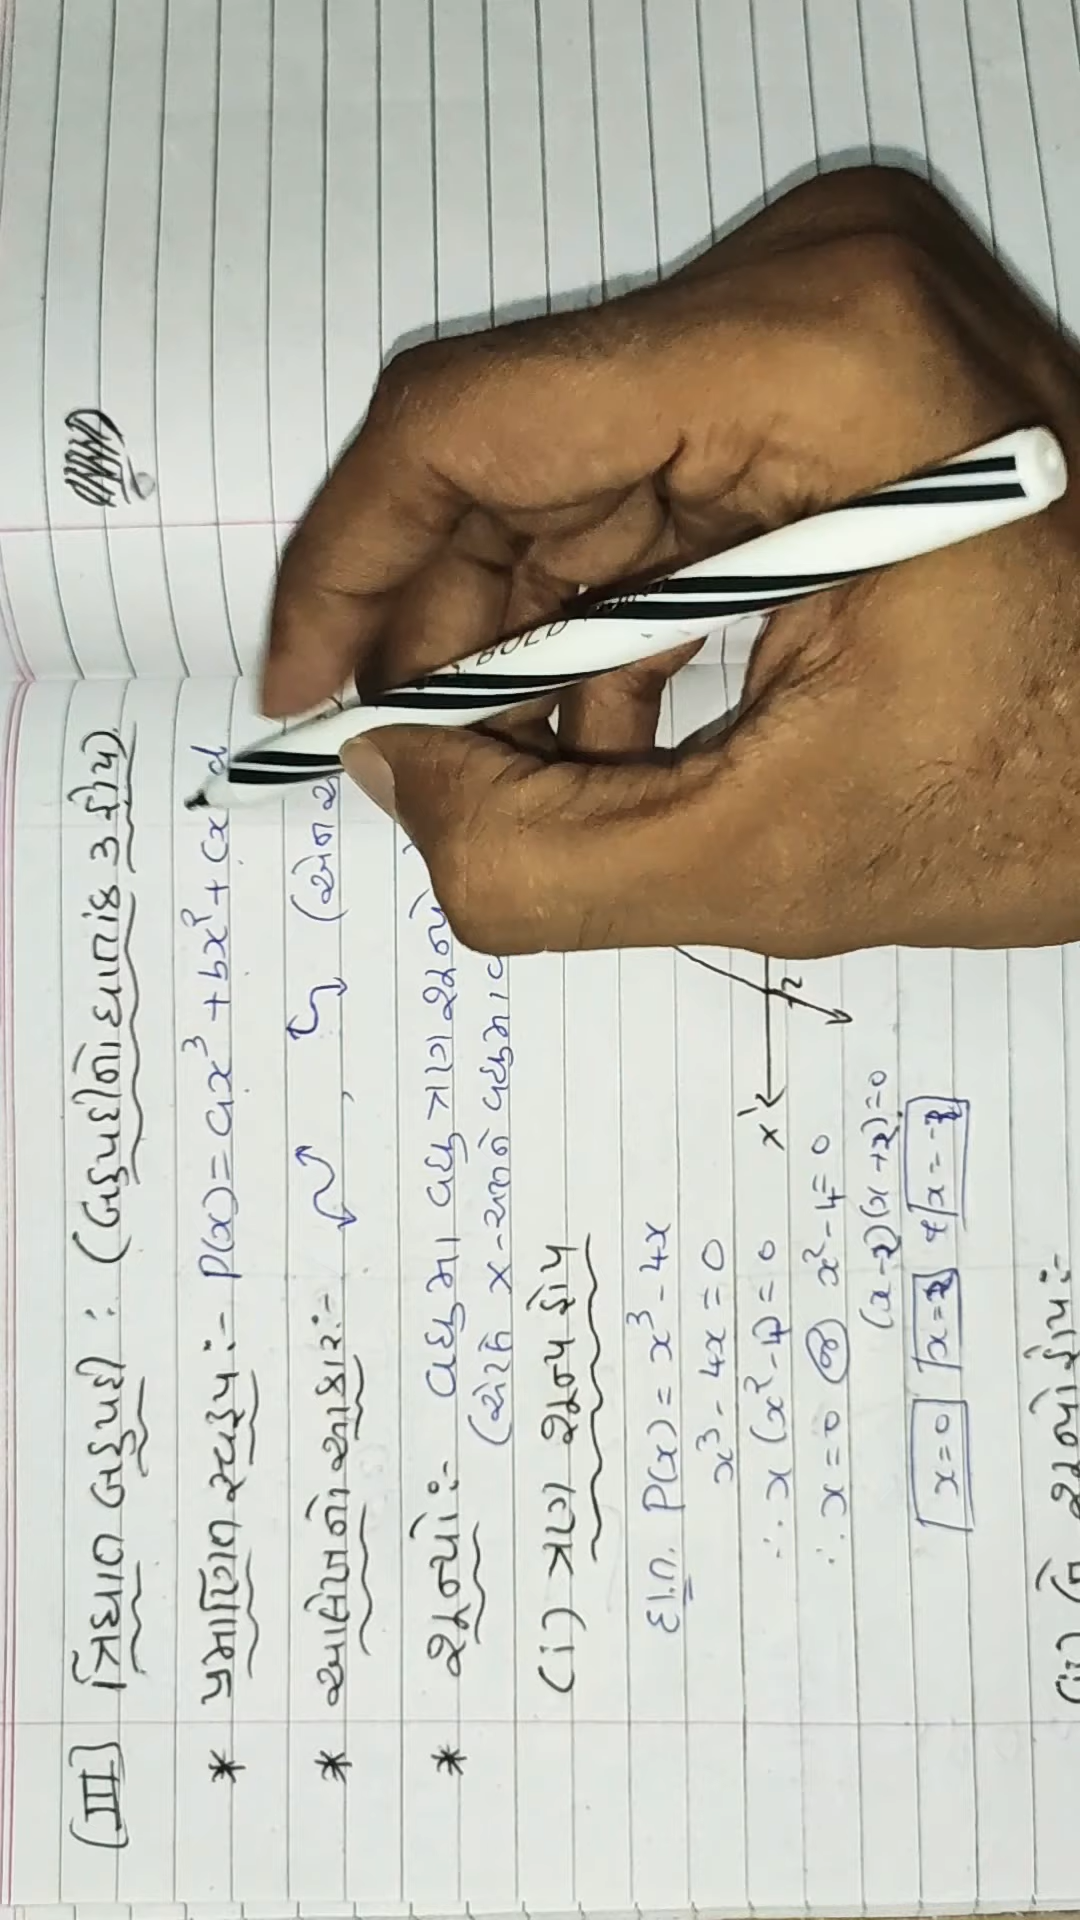 [III] ત્રિઘાત બહુપદી : (બહુપદીનો ઘાતાંક 3 હોય)
* પ્રમાણિત સ્વરૂપ :- P(x) = ax³ + bx² + cx d
* આલેખનો આકાર :- ,
* શૂન્યો :- વધુમાં વધુ ત્રણ શૂન્યો
(એટલે x-અક્ષને વધુમાં
(i) ત્રણ શૂન્ય હોય
દા.ત. P(x) = x³ - 4x
x³ - 4x = 0
∴ x (x² - 4) = 0
∴ x = 0 x² - 4 = 0
(x - 2)(x + 2) = 0
x = 0 x = 2 x = -2
x' 2
(ii) શૂન્યો હોય :-
BOLD POINT